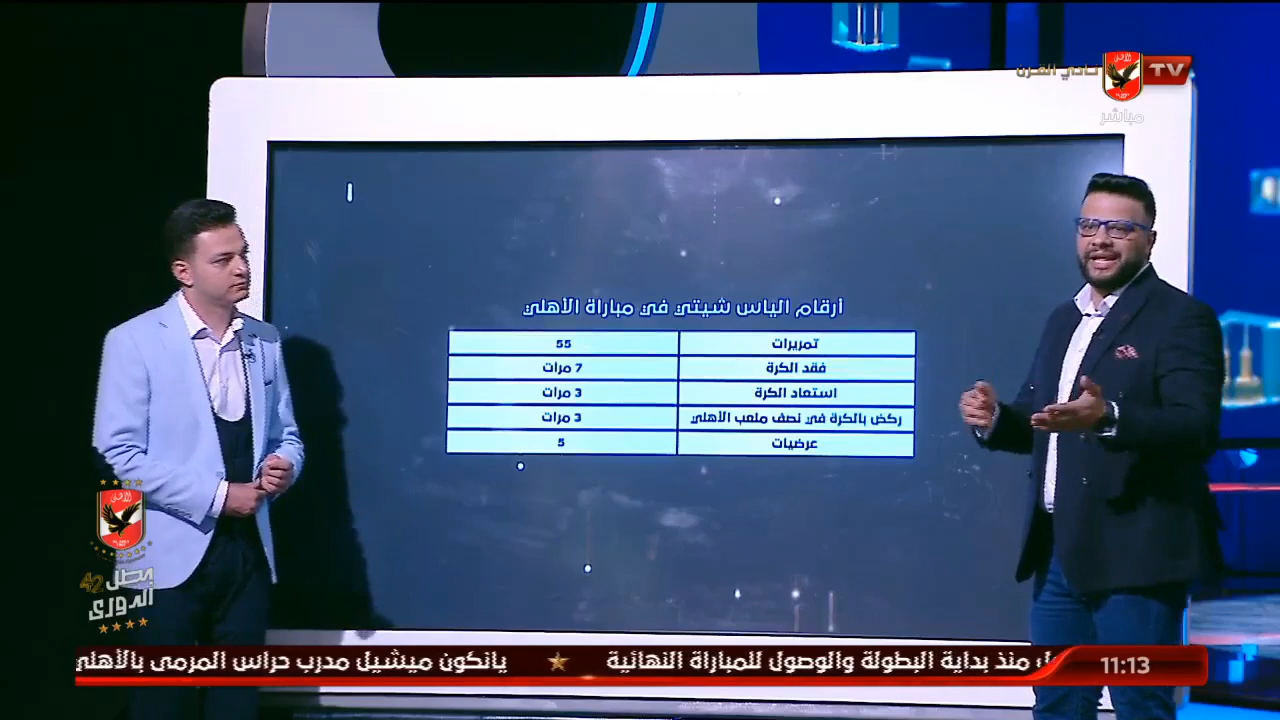 نادي القرن
TV
مباشر
أرقام الياس شيتي في مباراة الأهلي
تمريرات 55
فقد الكرة 7 مرات
استعاد الكرة 3 مرات
ركض بالكرة في نصف ملعب الأهلي 3 مرات
عرضيات 5
بطل
42
الدوري
منذ بداية البطولة والوصول للمباراة النهائية ★ يانكون ميشيل مدرب حراس المرمى بالأهلي
11:13